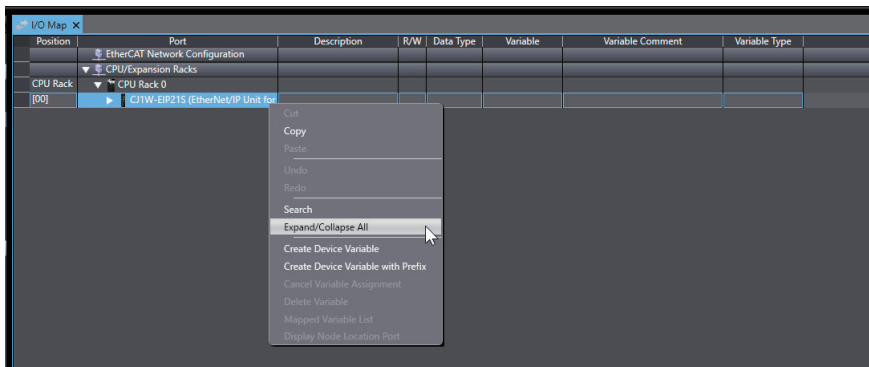 I/O Map
Position Port Description R/W Data Type Variable Variable Comment Variable Type
EtherCAT Network Configuration
CPU/Expansion Racks
CPU Rack CPU Rack 0
[00] CJ1W-EIP21S (EtherNet/IP Unit for
Cut
Copy
Paste
Undo
Redo
Search
Expand/Collapse All
Create Device Variable
Create Device Variable with Prefix
Cancel Variable Assignment
Delete Variable
Mapped Variable List
Display Node Location Port